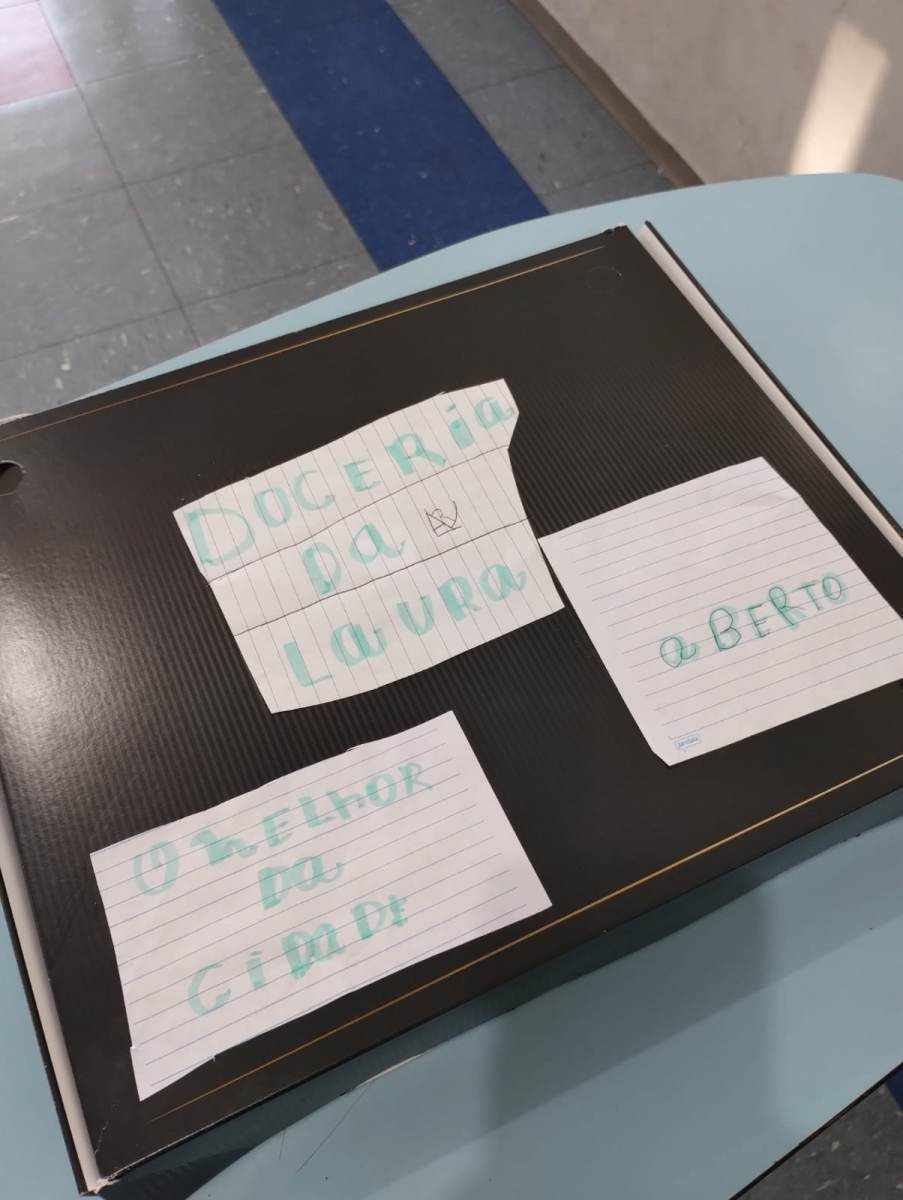 DOCERia
Da
LaURa
aBERTO
O MELhOR
Da
CiDaDE